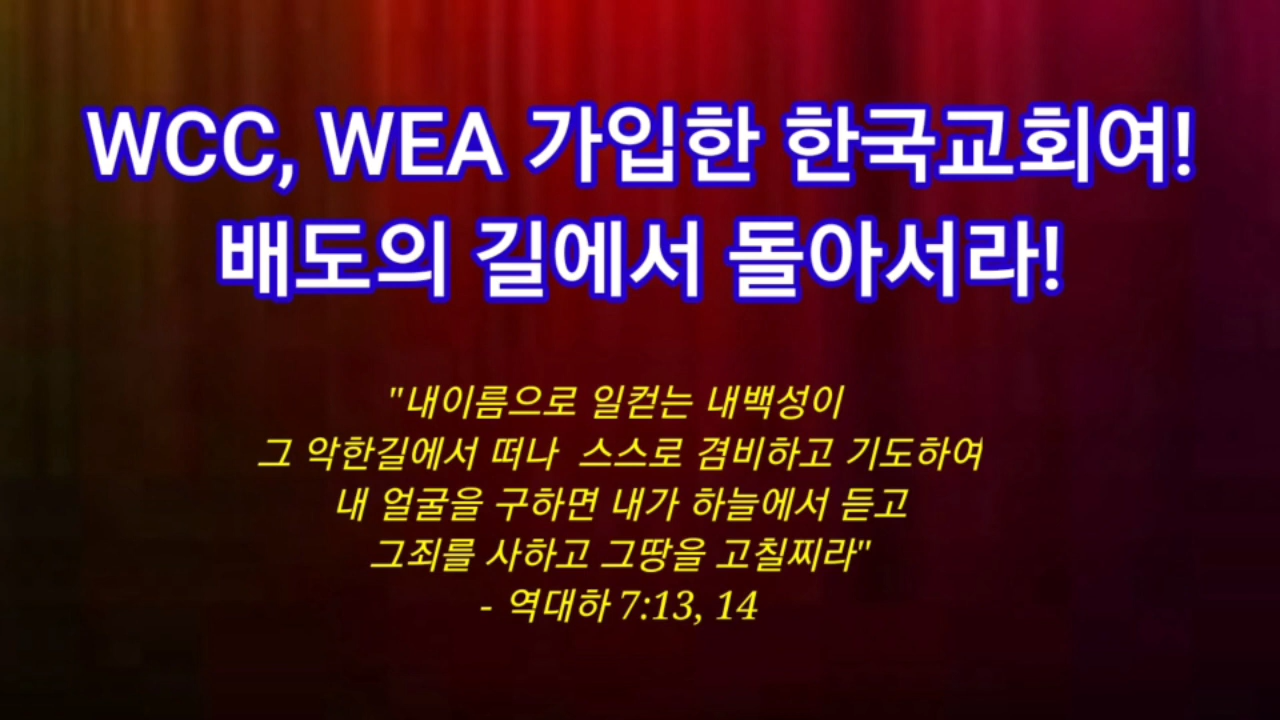 WCC, WEA 가입한 한국교회여!
배도의 길에서 돌아서라!
"내이름으로 일컫는 내백성이
그 악한길에서 떠나 스스로 겸비하고 기도하여
내 얼굴을 구하면 내가 하늘에서 듣고
그죄를 사하고 그땅을 고칠찌라"
- 역대하 7:13, 14